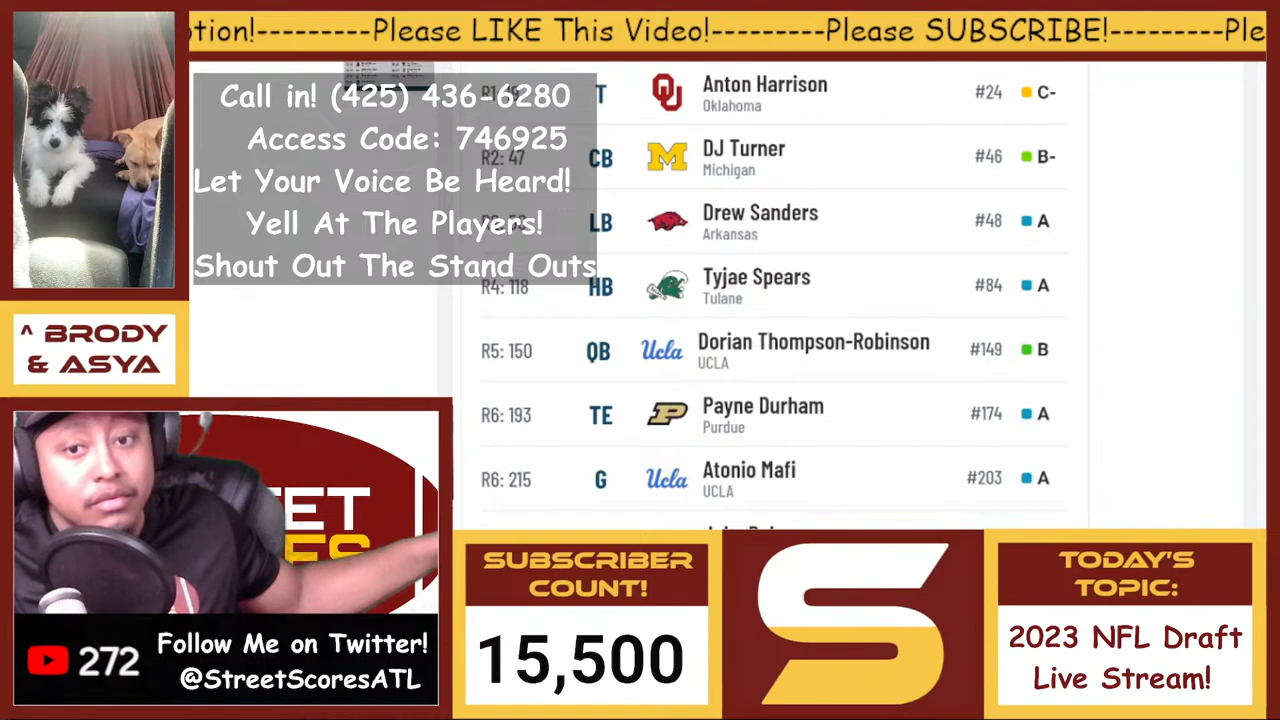 ption!---------Please LIKE This Video!---------Please SUBSCRIBE!---------Ple
Call in! (425) 436-6280
Access Code: 746925
Let Your Voice Be Heard!
Yell At The Players!
Shout Out The Stand Outs
T Anton Harrison #24 C-
Oklahoma
R2: 47 CB DJ Turner #46 B-
Michigan
LB Drew Sanders #48 A
Arkansas
R4: 118 HB Tyjae Spears #84 A
Tulane
R5: 150 QB Ucla Dorian Thompson-Robinson #149 B
UCLA
R6: 193 TE P Payne Durham #174 A
Purdue
R6: 215 G Ucla Atonio Mafi #203 A
UCLA
^ BRODY
& ASYA
ET
ES
272
Follow Me on Twitter!
@StreetScoresATL
SUBSCRIBER
COUNT!
15,500
S
TODAY'S
TOPIC:
2023 NFL Draft
Live Stream!